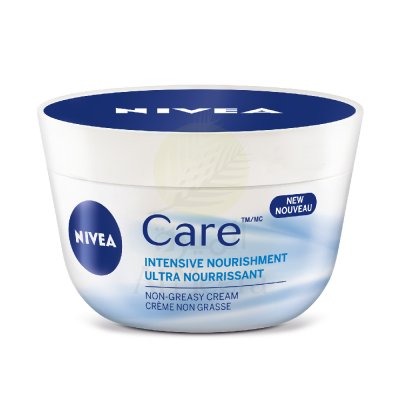 NIVEA
NEW
NOUVEAU
NIVEA
Care™/MC
INTENSIVE NOURISHMENT
ULTRA NOURRISSANT
NON-GREASY CREAM
CRÈME NON GRASSE